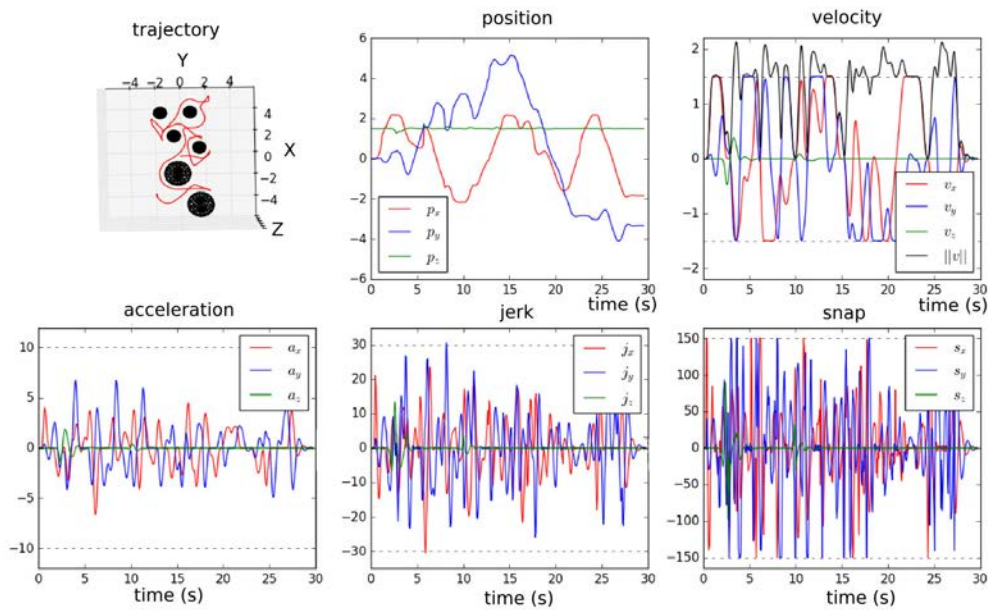 trajectory
Y
−4 −2 0 2 4
4
2
0
−2
−4
X
Z
position
6
4
2
0
−2
−4
−6
p_x
p_y
p_z
0 5 10 15 20 25 30
time (s)
velocity
2
1
0
−1
−2
v_x
v_y
v_z
||v||
0 5 10 15 20 25 30
time (s)
acceleration
10
5
0
−5
−10
a_x
a_y
a_z
0 5 10 15 20 25 30
time (s)
jerk
30
20
10
0
−10
−20
−30
j_x
j_y
j_z
0 5 10 15 20 25 30
time (s)
snap
150
100
50
0
−50
−100
−150
s_x
s_y
s_z
0 5 10 15 20 25 30
time (s)